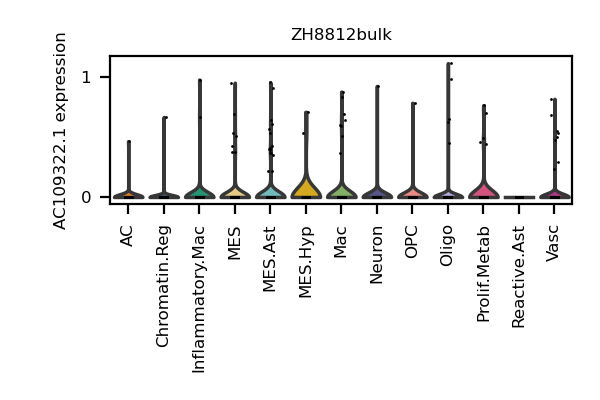 ZH8812bulk
AC109322.1 expression
1
0
AC
Chromatin.Reg
Inflammatory.Mac
MES
MES.Ast
MES.Hyp
Mac
Neuron
OPC
Oligo
Prolif.Metab
Reactive.Ast
Vasc